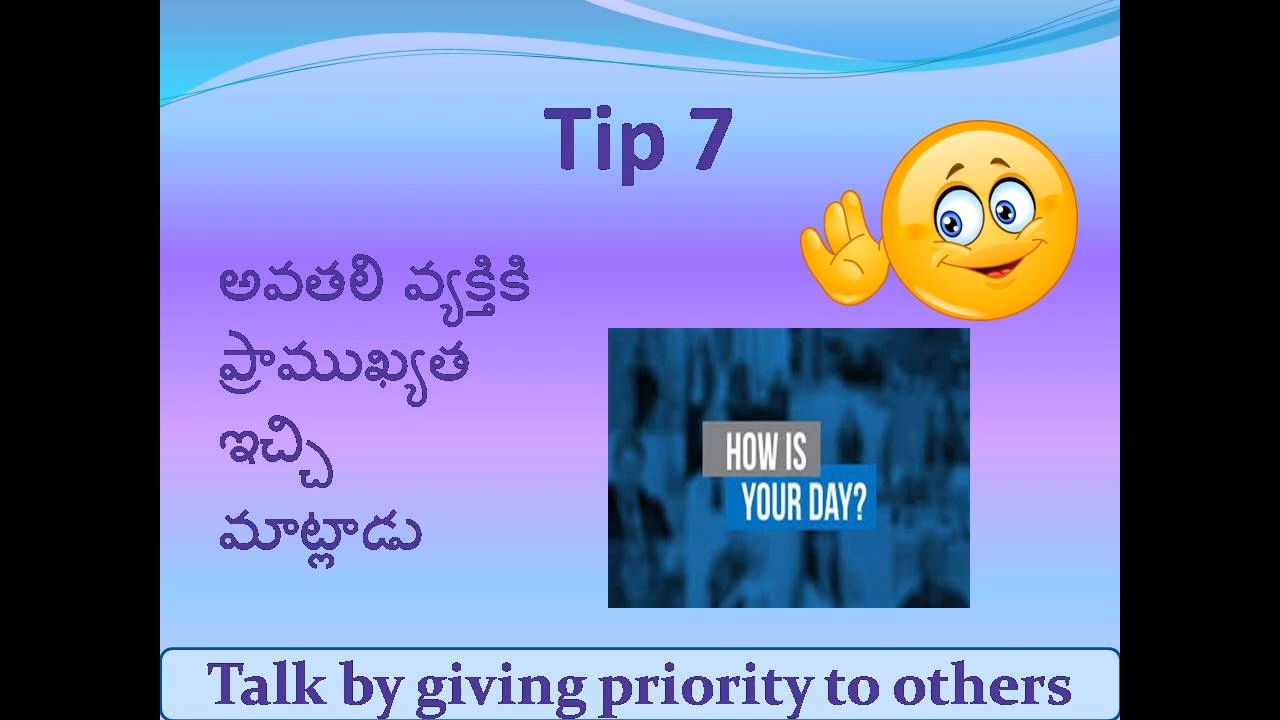 Tip 7
అవతలి వ్యక్తికి
ప్రాముఖ్యత
ఇచ్చి
మాట్లాడు
HOW IS
YOUR DAY?
Talk by giving priority to others